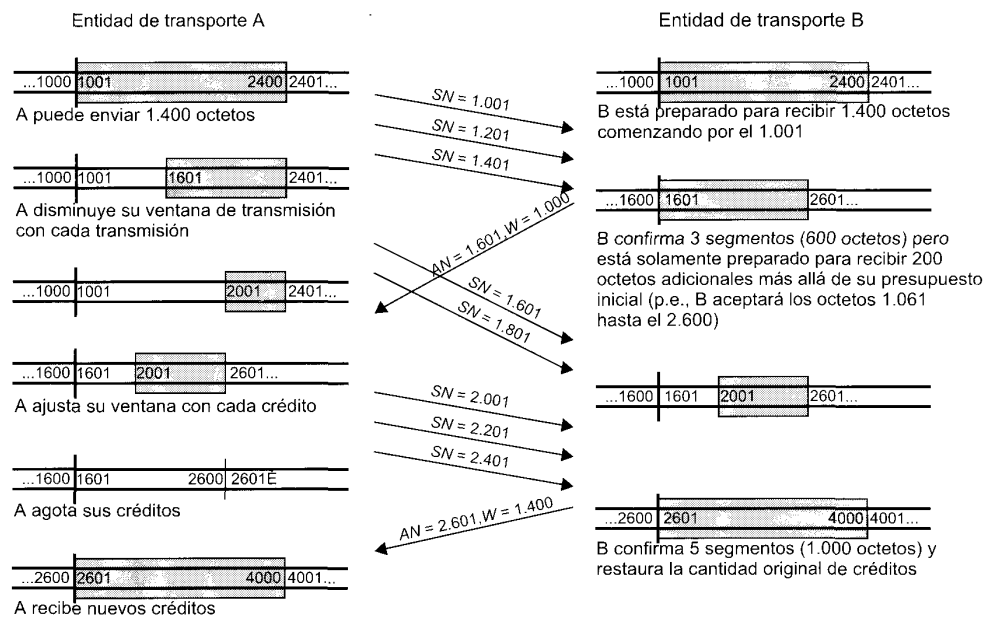 Entidad de transporte A
...1000 1001 2400 2401...
A puede enviar 1.400 octetos
...1000 1001 1601 2401...
A disminuye su ventana de transmisión
con cada transmisión
...1000 1001 2001 2401...
...1600 1601 2001 2601...
A ajusta su ventana con cada crédito
...1600 1601 2600 2601É
A agota sus créditos
...2600 2601 4000 4001...
A recibe nuevos créditos
SN = 1.001
SN = 1.201
SN = 1.401
AN = 1.601, W = 1.000
SN = 1.601
SN = 1.801
SN = 2.001
SN = 2.201
SN = 2.401
AN = 2.601, W = 1.400
Entidad de transporte B
...1000 1001 2400 2401...
B está preparado para recibir 1.400 octetos
comenzando por el 1.001
...1600 1601 2601...
B confirma 3 segmentos (600 octetos) pero
está solamente preparado para recibir 200
octetos adicionales más allá de su presupuesto
inicial (p.e., B aceptará los octetos 1.061
hasta el 2.600)
...1600 1601 2001 2601...
...2600 2601 4000 4001...
B confirma 5 segmentos (1.000 octetos) y
restaura la cantidad original de créditos